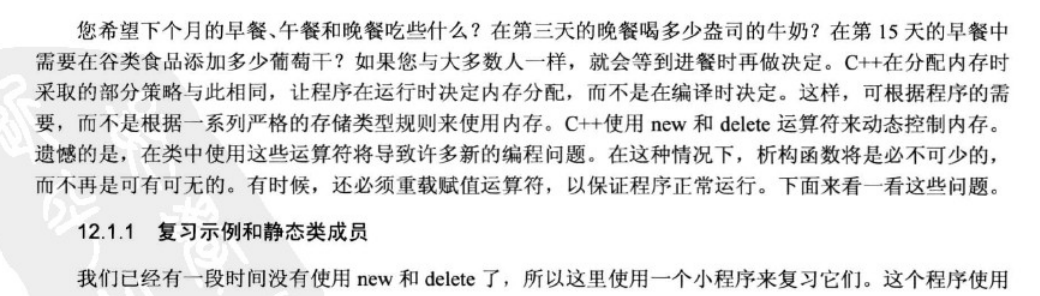 您希望下个月的早餐、午餐和晚餐吃些什么？在第三天的晚餐喝多少盎司的牛奶？在第 15 天的早餐中
需要在谷类食品添加多少葡萄干？如果您与大多数人一样，就会等到进餐时再做决定。C++在分配内存时
采取的部分策略与此相同，让程序在运行时决定内存分配，而不是在编译时决定。这样，可根据程序的需
要，而不是根据一系列严格的存储类型规则来使用内存。C++使用 new 和 delete 运算符来动态控制内存。
遗憾的是，在类中使用这些运算符将导致许多新的编程问题。在这种情况下，析构函数将是必不可少的，
而不再是可有可无的。有时候，还必须重载赋值运算符，以保证程序正常运行。下面来看一看这些问题。
12.1.1 复习示例和静态类成员
我们已经有一段时间没有使用 new 和 delete 了，所以这里使用一个小程序来复习它们。这个程序使用